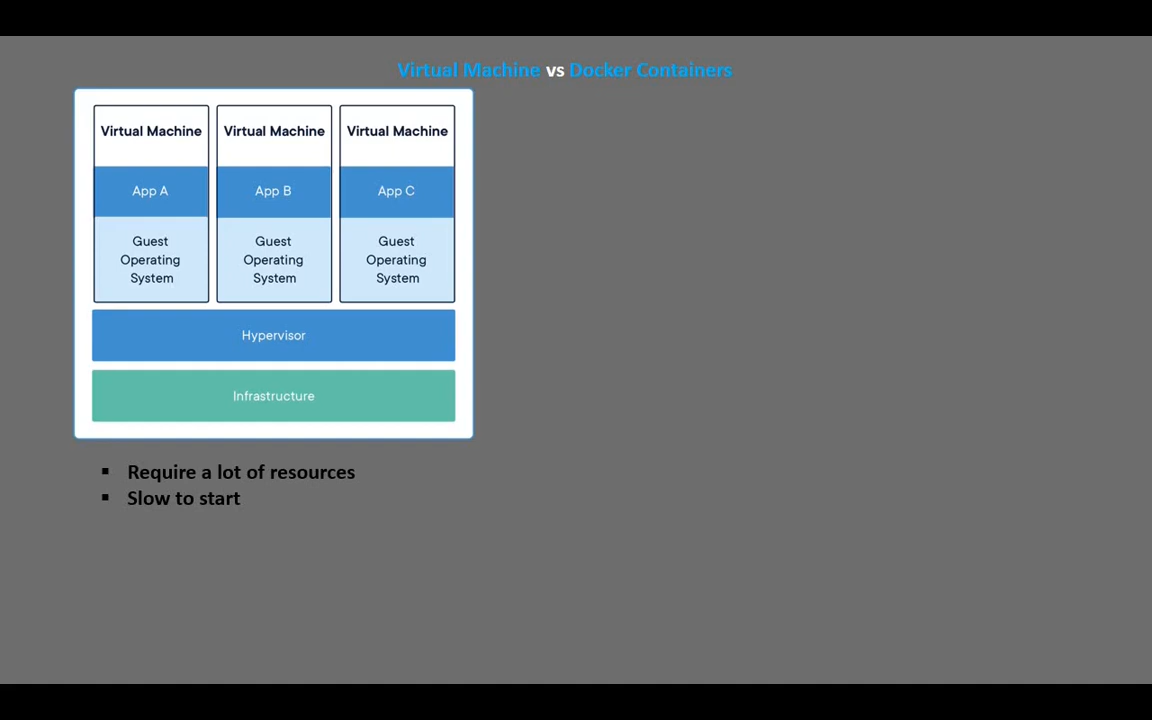 Virtual Machine vs Docker Containers
Virtual Machine
App A
Guest
Operating
System
Virtual Machine
App B
Guest
Operating
System
Virtual Machine
App C
Guest
Operating
System
Hypervisor
Infrastructure
▪ Require a lot of resources
▪ Slow to start